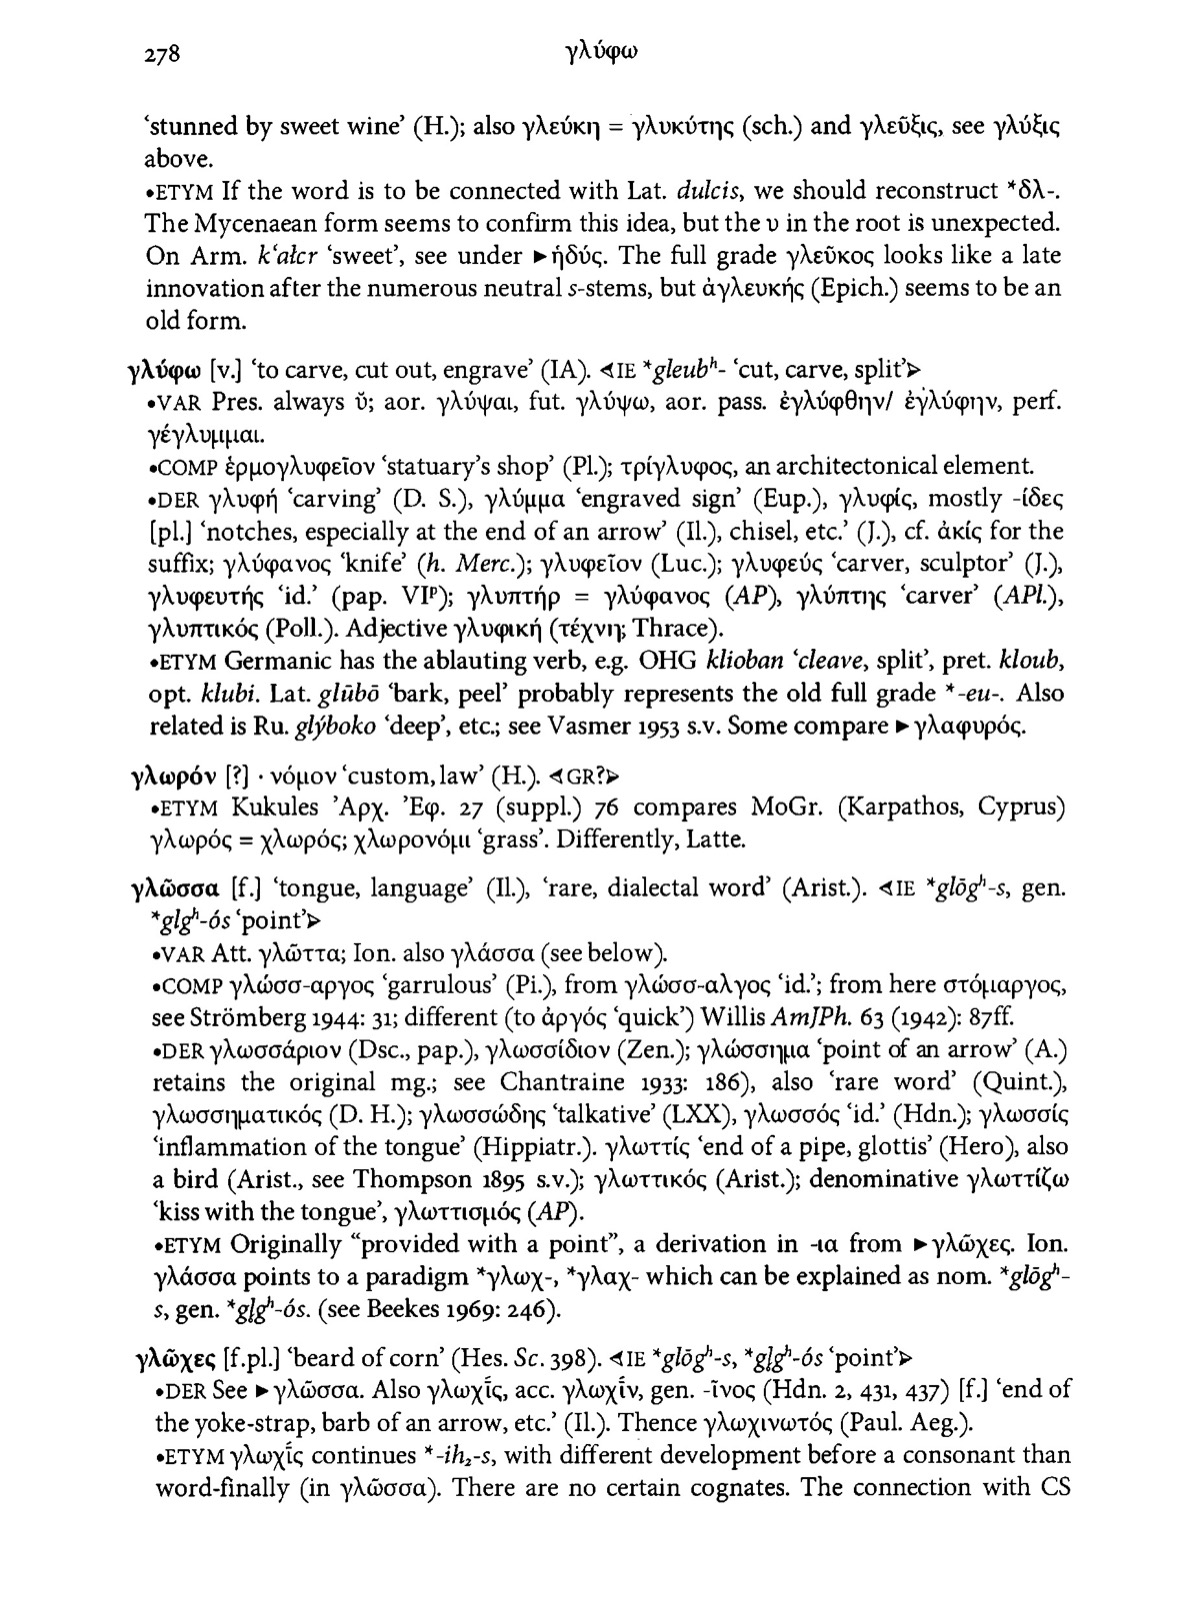 278 γλύφω
‘stunned by sweet wine’ (H.); also γλεύκη = γλυκύτης (sch.) and γλεῦξις, see γλύξις
above.
•ETYM If the word is to be connected with Lat. dulcis, we should reconstruct *δλ-.
The Mycenaean form seems to confirm this idea, but the υ in the root is unexpected.
On Arm. k‘ałcr ‘sweet’, see under ►ἡδύς. The full grade γλεῦκος looks like a late
innovation after the numerous neutral s-stems, but ἀγλευκής (Epich.) seems to be an
old form.
γλύφω [v.] ‘to carve, cut out, engrave’ (IA). ⋞IE *gleubʰ- ‘cut, carve, split’⋟
•VAR Pres. always ῠ; aor. γλύψαι, fut. γλύψω, aor. pass. ἐγλύφθην/ ἐγλύφην, perf.
γέγλυμμαι.
•COMP ἑρμογλυφεῖον ‘statuary’s shop’ (Pl.); τρίγλυφος, an architectonical element.
•DER γλυφή ‘carving’ (D. S.), γλύμμα ‘engraved sign’ (Eup.), γλυφίς, mostly -ίδες
[pl.] ‘notches, especially at the end of an arrow’ (Il.), chisel, etc.’ (J.), cf. ἀκίς for the
suffix; γλύφανος ‘knife’ (h. Merc.); γλυφεῖον (Luc.); γλυφεύς ‘carver, sculptor’ (J.),
γλυφευτής ‘id.’ (pap. VIᵖ); γλυπτήρ = γλύφανος (AP), γλύπτης ‘carver’ (APl.),
γλυπτικός (Poll.). Adjective γλυφική (τέχνη; Thrace).
•ETYM Germanic has the ablauting verb, e.g. OHG klioban ‘cleave, split’, pret. kloub,
opt. klubi. Lat. glūbō ‘bark, peel’ probably represents the old full grade *-eu-. Also
related is Ru. glýboko ‘deep’, etc.; see Vasmer 1953 s.v. Some compare ►γλαφυρός.
γλωρόν [?] · νόμον ‘custom, law’ (H.). ⋞GR?⋟
•ETYM Kukules ’Αρχ. ’Εφ. 27 (suppl.) 76 compares MoGr. (Karpathos, Cyprus)
γλωρός = χλωρός; χλωρονόμι ‘grass’. Differently, Latte.
γλῶσσα [f.] ‘tongue, language’ (Il.), ‘rare, dialectal word’ (Arist.). ⋞IE *glōgʰ-s, gen.
*glgʰ-ós ‘point’⋟
•VAR Att. γλῶττα; Ion. also γλάσσα (see below).
•COMP γλώσσ-αργος ‘garrulous’ (Pi.), from γλώσσ-αλγος ‘id.’; from here στόμαργος,
see Strömberg 1944: 31; different (to ἀργός ‘quick’) Willis AmJPh. 63 (1942): 87ff.
•DER γλωσσάριον (Dsc., pap.), γλωσσίδιον (Zen.); γλώσσημα ‘point of an arrow’ (A.)
retains the original mg.; see Chantraine 1933: 186), also ‘rare word’ (Quint.),
γλωσσηματικός (D. H.); γλωσσώδης ‘talkative’ (LXX), γλωσσός ‘id.’ (Hdn.); γλωσσίς
‘inflammation of the tongue’ (Hippiatr.). γλωττίς ‘end of a pipe, glottis’ (Hero), also
a bird (Arist., see Thompson 1895 s.v.); γλωττικός (Arist.); denominative γλωττίζω
‘kiss with the tongue’, γλωττισμός (AP).
•ETYM Originally “provided with a point”, a derivation in -ια from ►γλῶχες. Ion.
γλάσσα points to a paradigm *γλωχ-, *γλαχ- which can be explained as nom. *glōgʰ-
s, gen. *gl̥gʰ-ós. (see Beekes 1969: 246).
γλῶχες [f.pl.] ‘beard of corn’ (Hes. Sc. 398). ⋞IE *glōgʰ-s, *gl̥gʰ-ós ‘point’⋟
•DER See ►γλῶσσα. Also γλωχῑ́ς, acc. γλωχῑ́ν, gen. -ῖνος (Hdn. 2, 431, 437) [f.] ‘end of
the yoke-strap, barb of an arrow, etc.’ (Il.). Thence γλωχινωτός (Paul. Aeg.).
•ETYM γλωχῑ́ς continues *-ih₂-s, with different development before a consonant than
word-finally (in γλῶσσα). There are no certain cognates. The connection with CS